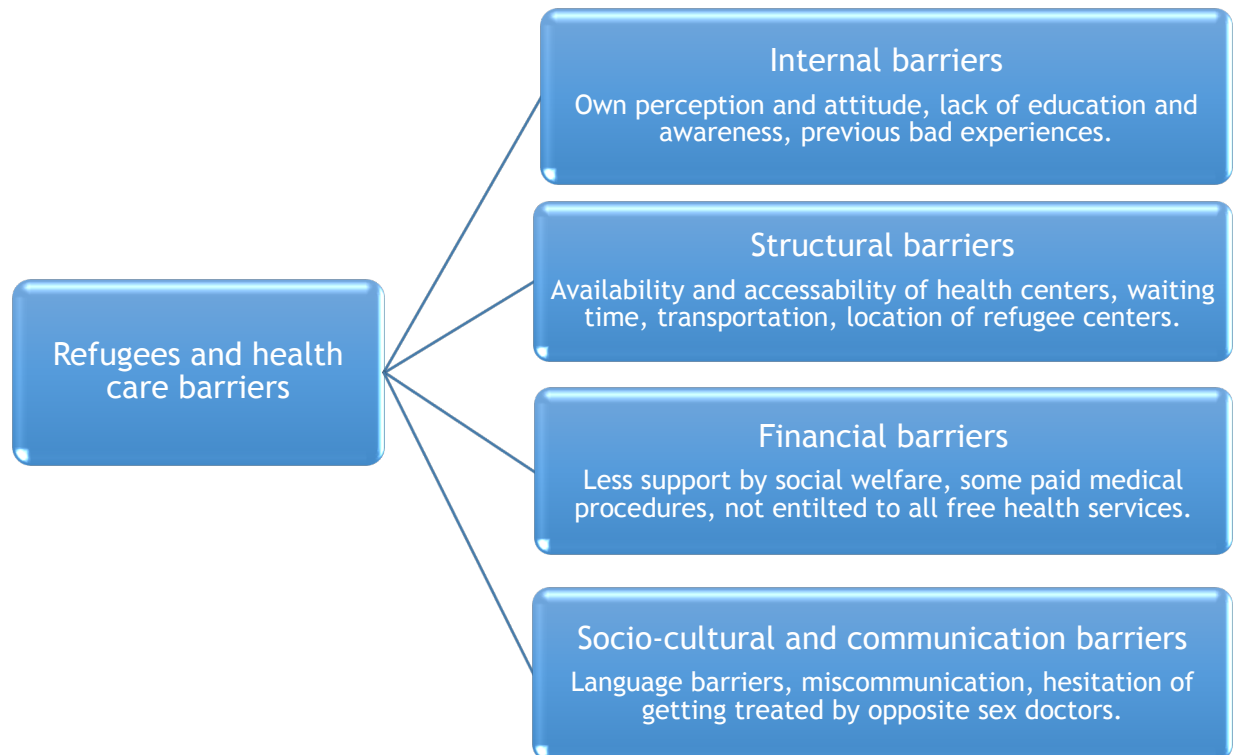 Internal barriers
Own perception and attitude, lack of education and
awareness, previous bad experiences.
Structural barriers
Availability and accessability of health centers, waiting
time, transportation, location of refugee centers.
Refugees and health
care barriers
Financial barriers
Less support by social welfare, some paid medical
procedures, not entilted to all free health services.
Socio-cultural and communication barriers
Language barriers, miscommunication, hesitation of
getting treated by opposite sex doctors.